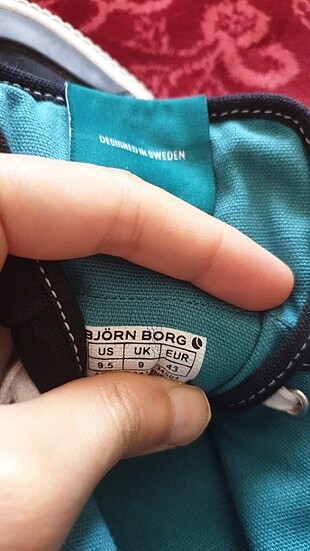 DESIGNED IN SWEDEN
BJÖRN BORG
US UK EUR
9.5 9 43